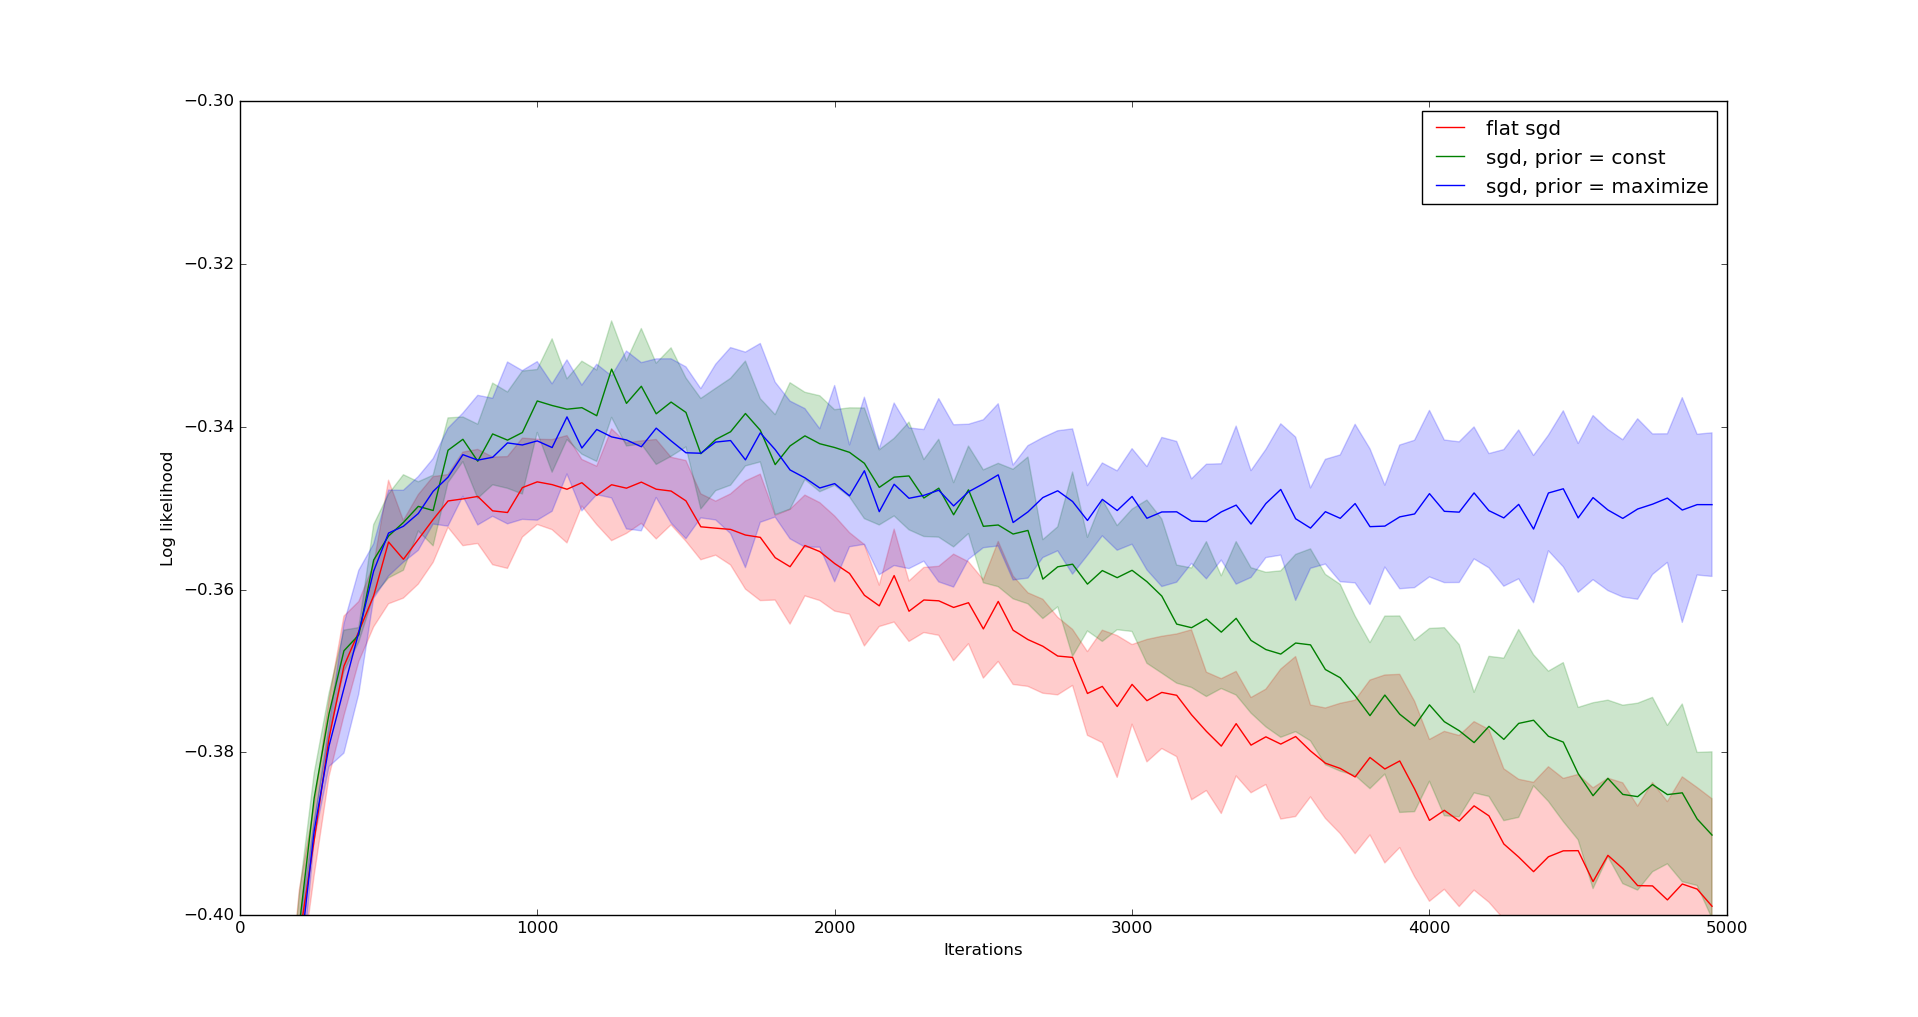 −0.30
flat sgd
sgd, prior = const
sgd, prior = maximize
−0.32
−0.34
Log likelihood
−0.36
−0.38
−0.40
0 1000 2000 3000 4000 5000
Iterations